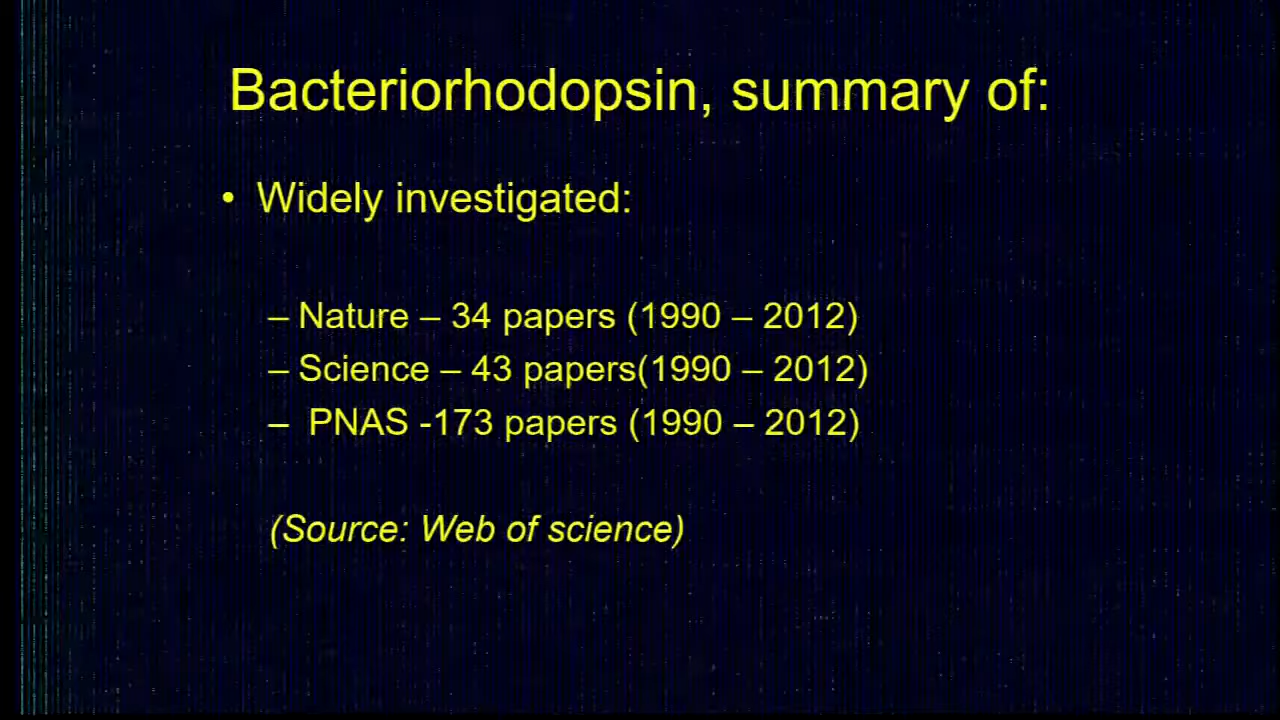 Bacteriorhodopsin, summary of:
• Widely investigated:
– Nature – 34 papers (1990 – 2012)
– Science – 43 papers(1990 – 2012)
– PNAS -173 papers (1990 – 2012)
(Source: Web of science)